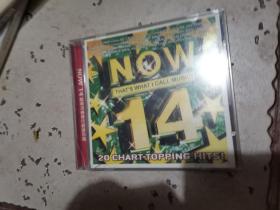 NOW
THAT'S WHAT I CALL MUSIC!
14
20 CHART-TOPPING HITS!